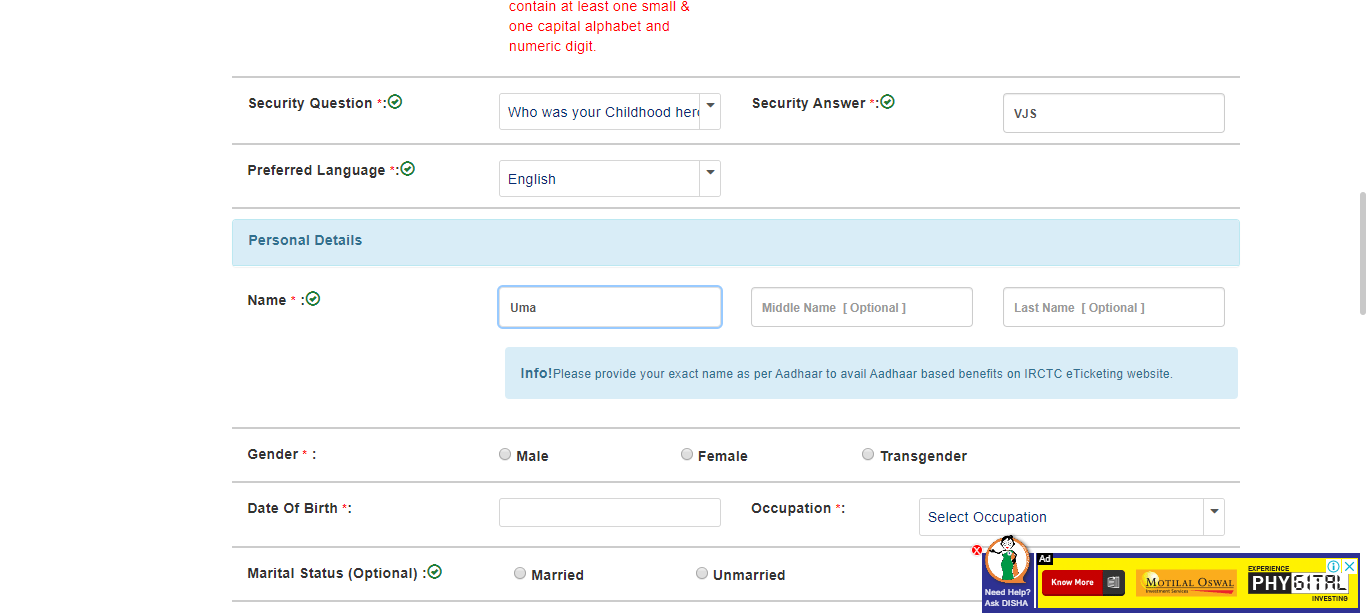 contain at least one small &
one capital alphabet and
numeric digit.
Security Question *:
Who was your Childhood her
Security Answer *:
VJS
Preferred Language *:
English
Personal Details
Name * :
Uma
Middle Name [ Optional ]
Last Name [ Optional ]
Info!Please provide your exact name as per Aadhaar to avail Aadhaar based benefits on IRCTC eTicketing website.
Gender * :
Male
Female
Transgender
Date Of Birth *:
Occupation *:
Select Occupation
Marital Status (Optional) :
Married
Unmarried
Need Help?
Ask DISHA
Ad
Know More
MOTILAL OSWAL
Investment Services
EXPERIENCE
PHYGITAL
INVESTING